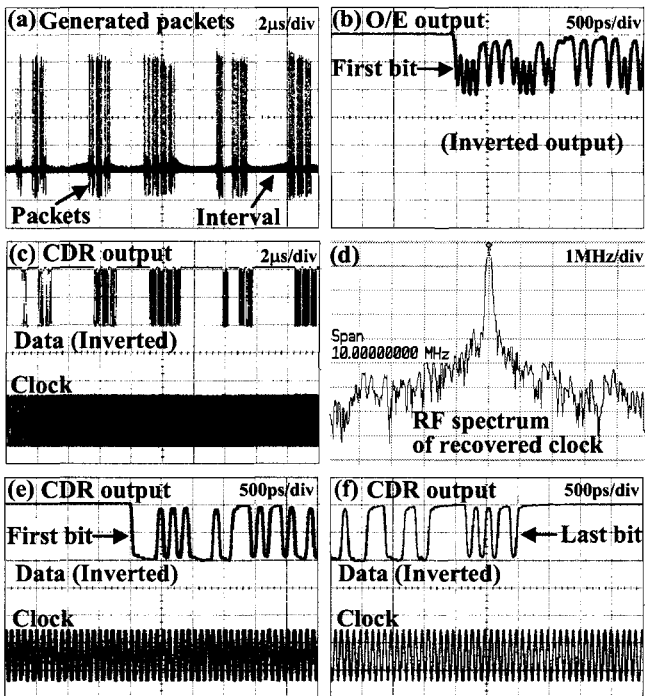 (a) Generated packets 2μs/div
Packets
Interval
(b) O/E output 500ps/div
First bit
(Inverted output)
(c) CDR output 2μs/div
Data (Inverted)
Clock
(d) 1MHz/div
Span
10.00000000 MHz
RF spectrum
of recovered clock
(e) CDR output 500ps/div
First bit
Data (Inverted)
Clock
(f) CDR output 500ps/div
Last bit
Data (Inverted)
Clock